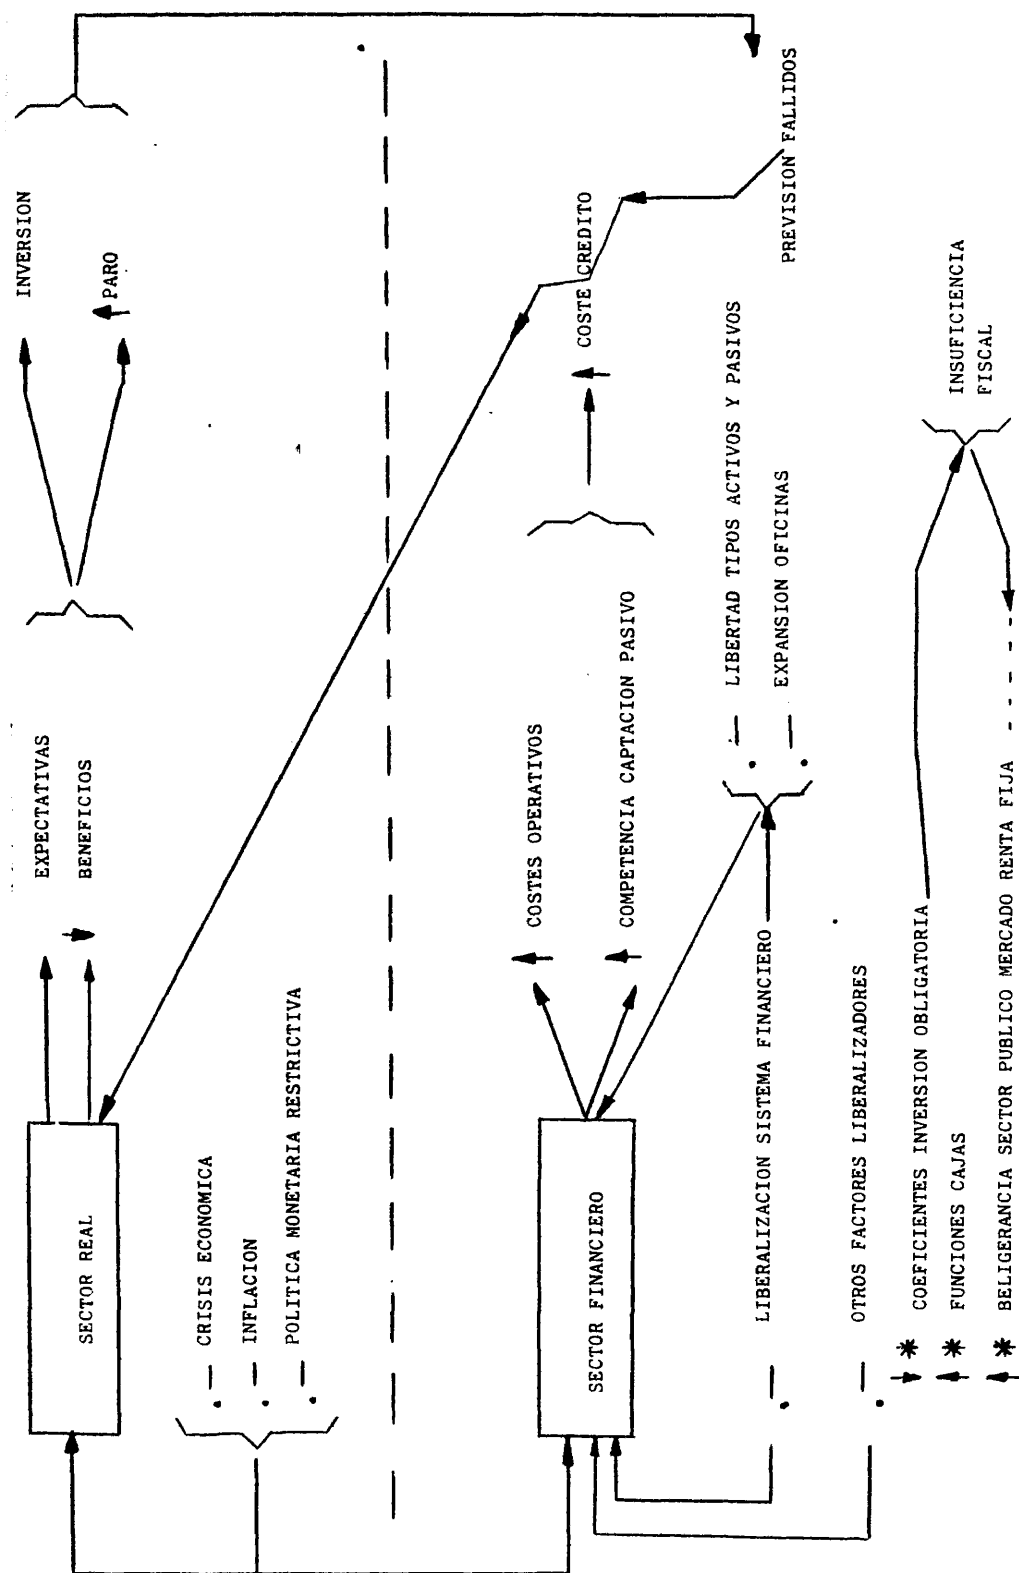 SECTOR REAL
EXPECTATIVAS
BENEFICIOS
INVERSION
PARO
— CRISIS ECONOMICA
— INFLACION
— POLITICA MONETARIA RESTRICTIVA
SECTOR FINANCIERO
COSTES OPERATIVOS
COMPETENCIA CAPTACION PASIVO
COSTE CREDITO
PREVISION FALLIDOS
— LIBERALIZACION SISTEMA FINANCIERO
— LIBERTAD TIPOS ACTIVOS Y PASIVOS
— EXPANSION OFICINAS
— OTROS FACTORES LIBERALIZADORES
* COEFICIENTES INVERSION OBLIGATORIA
* FUNCIONES CAJAS
* BELIGERANCIA SECTOR PUBLICO MERCADO RENTA FIJA
INSUFICIENCIA
FISCAL